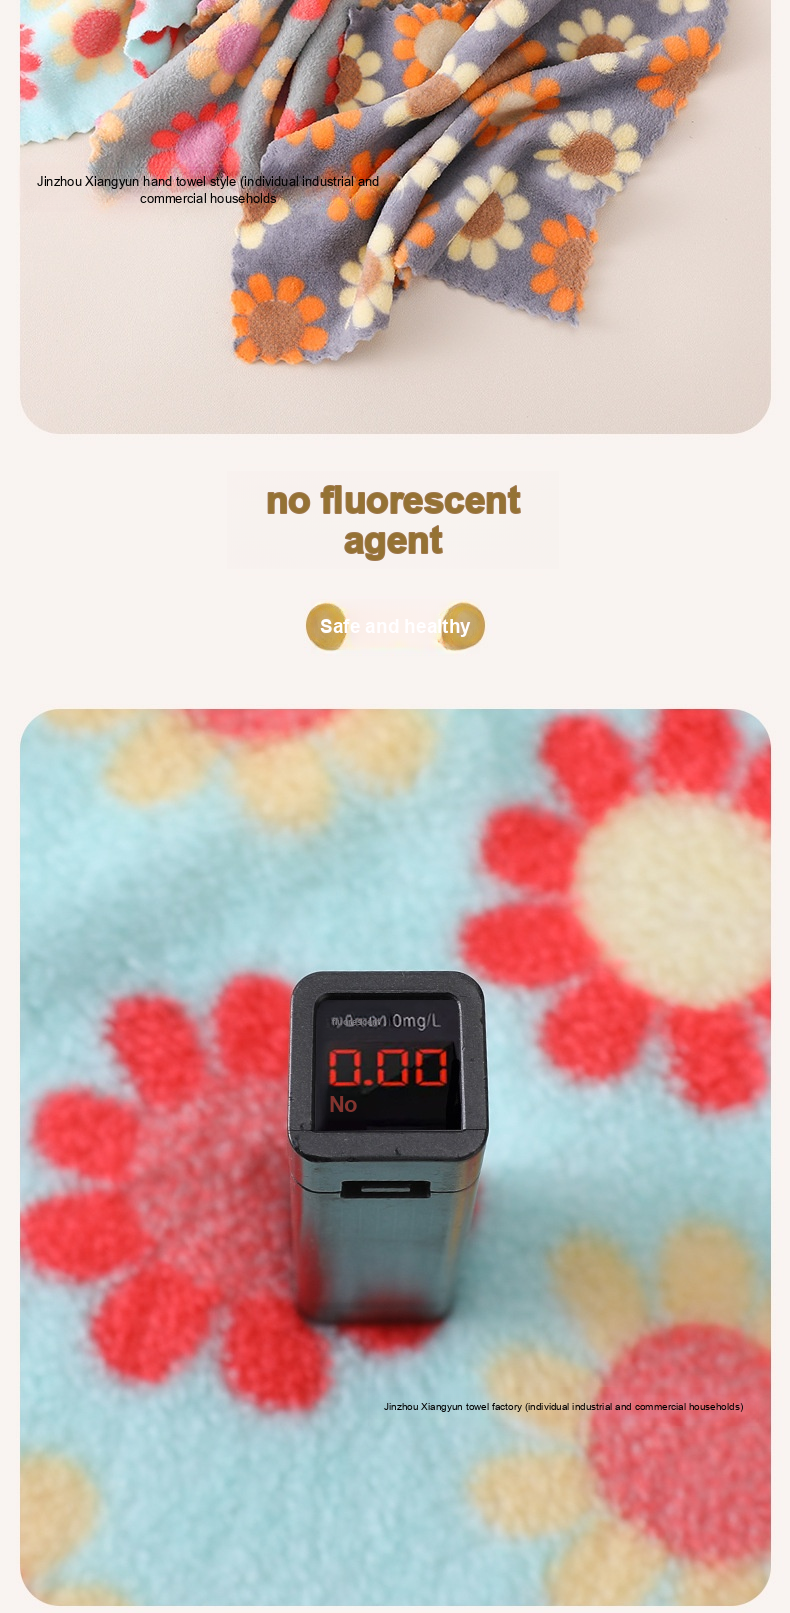 Jinzhou Xiangyun hand towel style (individual industrial and
commercial households
no fluorescent
agent
Safe and healthy
0mg/L
0.00
No
Jinzhou Xiangyun towel factory (individual industrial and commercial households)